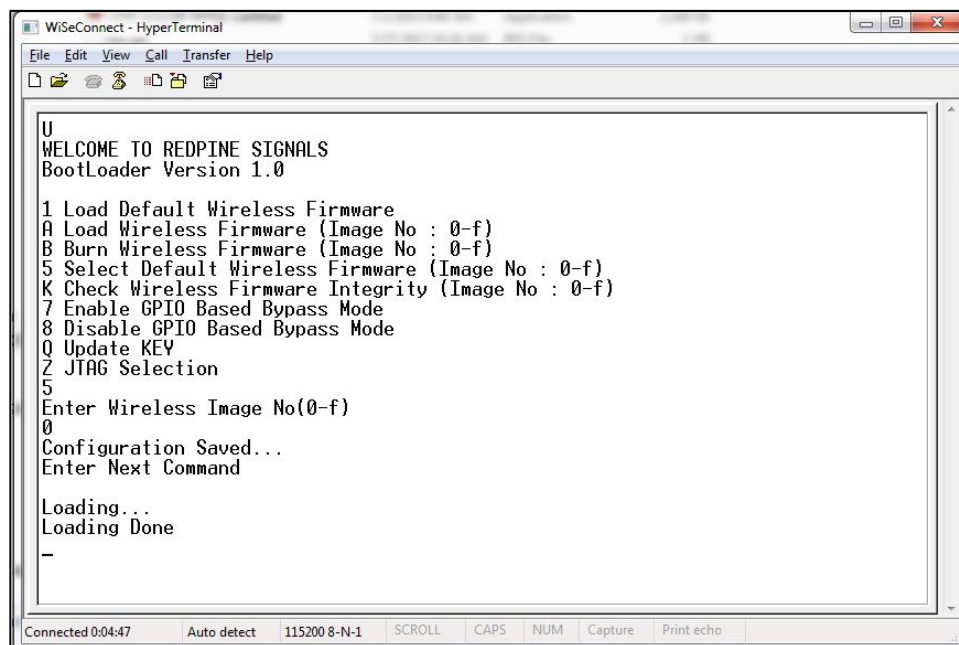 WiSeConnect - HyperTerminal
File Edit View Call Transfer Help
U
WELCOME TO REDPINE SIGNALS
BootLoader Version 1.0
1 Load Default Wireless Firmware
A Load Wireless Firmware (Image No : 0-f)
B Burn Wireless Firmware (Image No : 0-f)
5 Select Default Wireless Firmware (Image No : 0-f)
K Check Wireless Firmware Integrity (Image No : 0-f)
7 Enable GPIO Based Bypass Mode
8 Disable GPIO Based Bypass Mode
Q Update KEY
Z JTAG Selection
5
Enter Wireless Image No(0-f)
0
Configuration Saved...
Enter Next Command
Loading...
Loading Done
Connected 0:04:47 Auto detect 115200 8-N-1 SCROLL CAPS NUM Capture Print echo